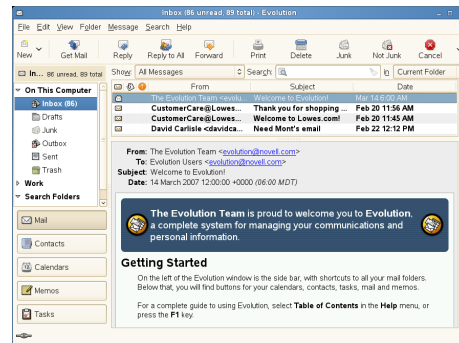 Inbox (86 unread, 89 total) - Evolution
File Edit View Folder Message Search Help
New Get Mail Reply Reply to All Forward Print Delete Junk Not Junk Cancel
In... 86 unread, 89 total Show: All Messages Search: in Current Folder
On This Computer
Inbox (86)
Drafts
Junk
Outbox
Sent
Trash
Work
Search Folders
Mail
Contacts
Calendars
Memos
Tasks
From Subject Date
The Evolution Team <evolu... Welcome to Evolution! Mar 14 6:00 AM
CustomerCare@Lowes... Thank you for shopping ... Feb 20 11:56 AM
CustomerCare@Lowes... Welcome to Lowes.com! Feb 20 11:45 AM
David Carlisle <davidca... Need Mont's email Feb 22 12:12 PM
From: The Evolution Team <evolution@novell.com>
To: Evolution Users <evolution@novell.com>
Subject: Welcome to Evolution!
Date: 14 March 2007 12:00:00 +0000 (06:00 MDT)
The Evolution Team is proud to welcome you to Evolution.
a complete system for managing your communications and
personal information.
Getting Started
On the left of the Evolution window is the side bar, with shortcuts to all your mail folders.
Below that, you will find buttons for your calendars, contacts, tasks, mail and memos.
For a complete guide to using Evolution, select Table of Contents in the Help menu, or
press the F1 key.